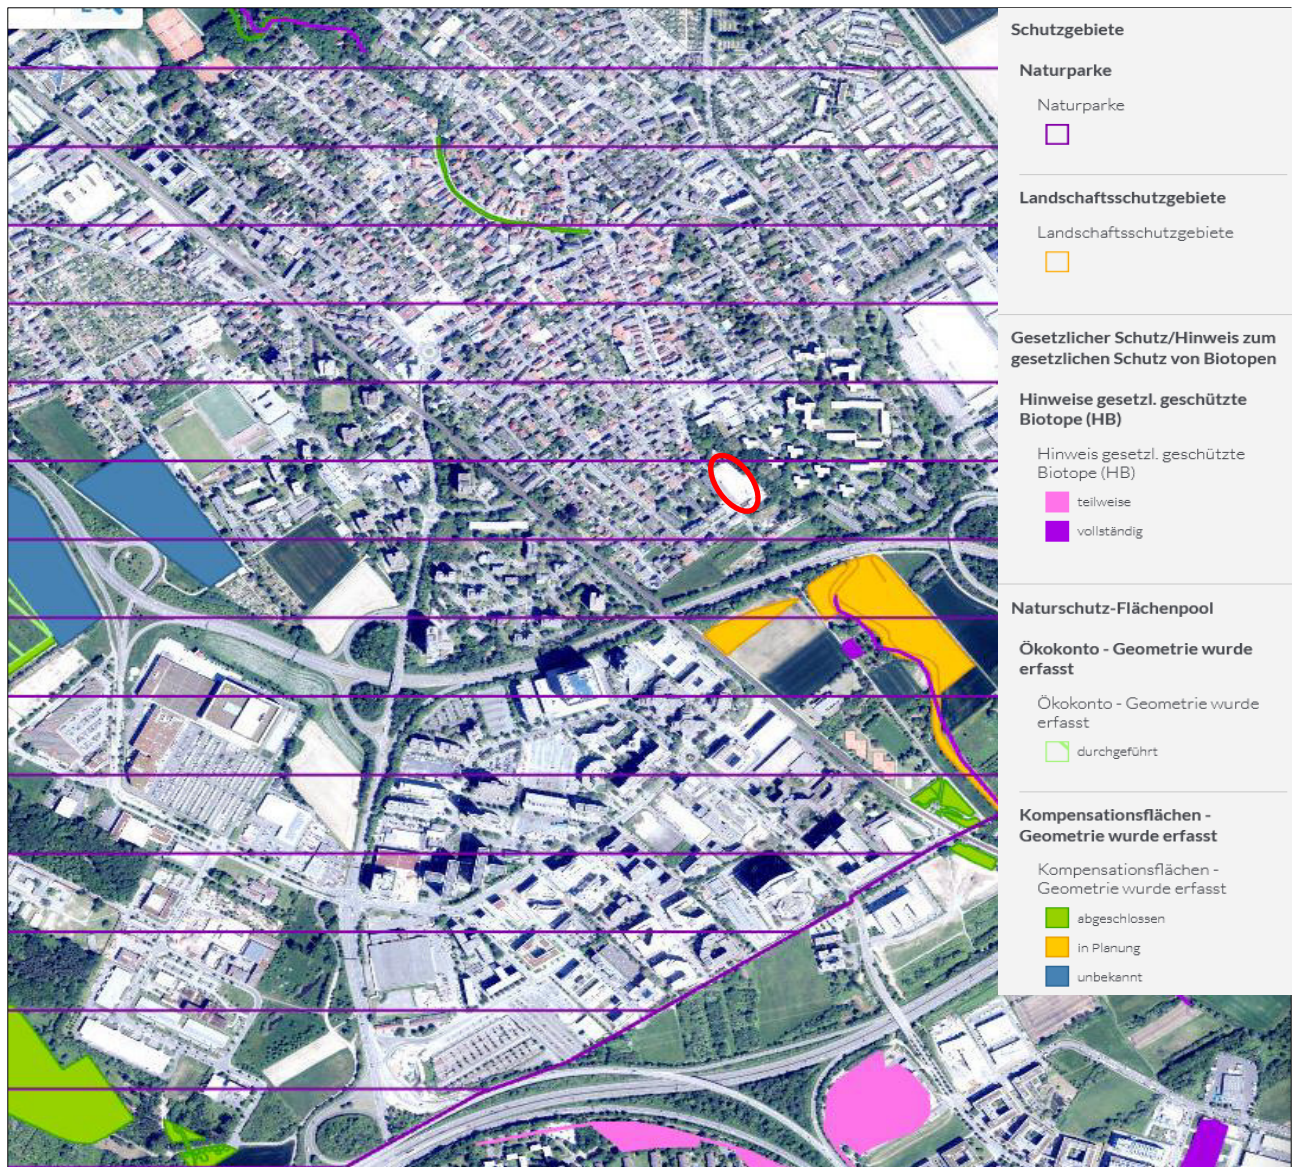 Schutzgebiete
Naturparke
Naturparke
Landschaftsschutzgebiete
Landschaftsschutzgebiete
Gesetzlicher Schutz/Hinweis zum
gesetzlichen Schutz von Biotopen
Hinweise gesetzl. geschützte
Biotope (HB)
Hinweis gesetzl. geschützte
Biotope (HB)
teilweise
vollständig
Naturschutz-Flächenpool
Ökokonto - Geometrie wurde
erfasst
Ökokonto - Geometrie wurde
erfasst
durchgeführt
Kompensationsflächen -
Geometrie wurde erfasst
Kompensationsflächen -
Geometrie wurde erfasst
abgeschlossen
in Planung
unbekannt